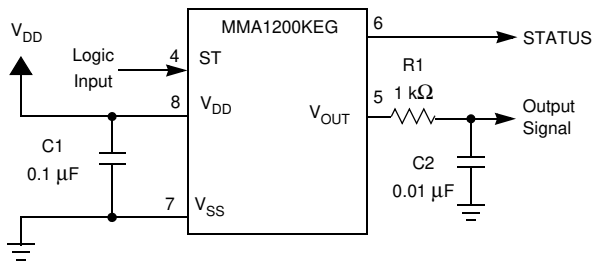 MMA1200KEG
V_DD
6
STATUS
Logic
Input
4
ST
R1
1 kΩ
8
V_DD
5
V_OUT
Output
Signal
C1
0.1 μF
C2
0.01 μF
7
V_SS